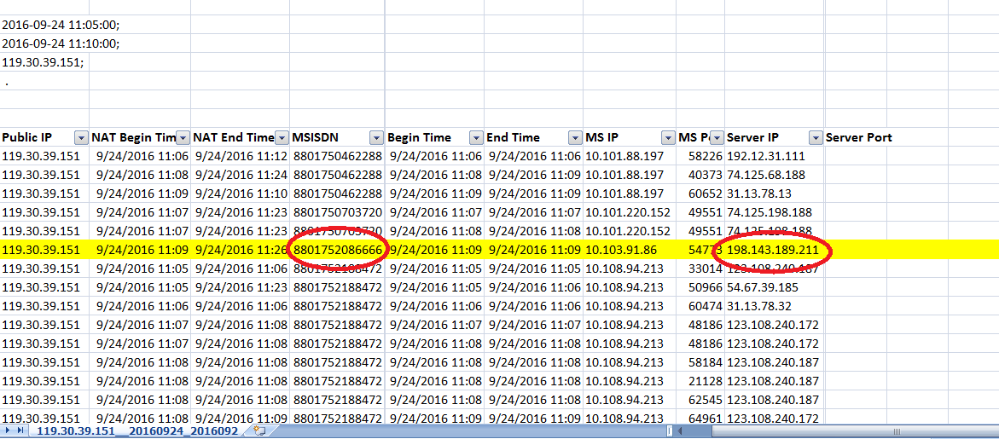 2016-09-24 11:05:00;
2016-09-24 11:10:00;
119.30.39.151;
.
Public IP NAT Begin Tim NAT End Time MSISDN Begin Time End Time MS IP MS Po Server IP Server Port
119.30.39.151 9/24/2016 11:06 9/24/2016 11:12 8801750462288 9/24/2016 11:06 9/24/2016 11:06 10.101.88.197 58226 192.12.31.111
119.30.39.151 9/24/2016 11:08 9/24/2016 11:24 8801750462288 9/24/2016 11:08 9/24/2016 11:09 10.101.88.197 40373 74.125.68.188
119.30.39.151 9/24/2016 11:09 9/24/2016 11:10 8801750462288 9/24/2016 11:09 9/24/2016 11:09 10.101.88.197 60652 31.13.78.13
119.30.39.151 9/24/2016 11:07 9/24/2016 11:23 8801750703720 9/24/2016 11:07 9/24/2016 11:07 10.101.220.152 49551 74.125.198.188
119.30.39.151 9/24/2016 11:07 9/24/2016 11:23 8801750703720 9/24/2016 11:08 9/24/2016 11:08 10.101.220.152 49551 74.125.198.188
119.30.39.151 9/24/2016 11:09 9/24/2016 11:26 8801752086666 9/24/2016 11:09 9/24/2016 11:09 10.103.91.86 54773 198.143.189.211
119.30.39.151 9/24/2016 11:05 9/24/2016 11:06 8801752188472 9/24/2016 11:05 9/24/2016 11:05 10.108.94.213 33014 123.108.240.187
119.30.39.151 9/24/2016 11:05 9/24/2016 11:23 8801752188472 9/24/2016 11:05 9/24/2016 11:06 10.108.94.213 50966 54.67.39.185
119.30.39.151 9/24/2016 11:06 9/24/2016 11:06 8801752188472 9/24/2016 11:06 9/24/2016 11:06 10.108.94.213 60474 31.13.78.32
119.30.39.151 9/24/2016 11:07 9/24/2016 11:08 8801752188472 9/24/2016 11:07 9/24/2016 11:07 10.108.94.213 48186 123.108.240.172
119.30.39.151 9/24/2016 11:07 9/24/2016 11:08 8801752188472 9/24/2016 11:08 9/24/2016 11:08 10.108.94.213 48186 123.108.240.172
119.30.39.151 9/24/2016 11:08 9/24/2016 11:08 8801752188472 9/24/2016 11:08 9/24/2016 11:08 10.108.94.213 58184 123.108.240.187
119.30.39.151 9/24/2016 11:08 9/24/2016 11:08 8801752188472 9/24/2016 11:08 9/24/2016 11:08 10.108.94.213 21128 123.108.240.187
119.30.39.151 9/24/2016 11:08 9/24/2016 11:08 8801752188472 9/24/2016 11:08 9/24/2016 11:08 10.108.94.213 62545 123.108.240.187
119.30.39.151 9/24/2016 11:08 9/24/2016 11:09 8801752188472 9/24/2016 11:08 9/24/2016 11:09 10.108.94.213 64961 123.108.240.187
119.30.39.151__20160924_2016092